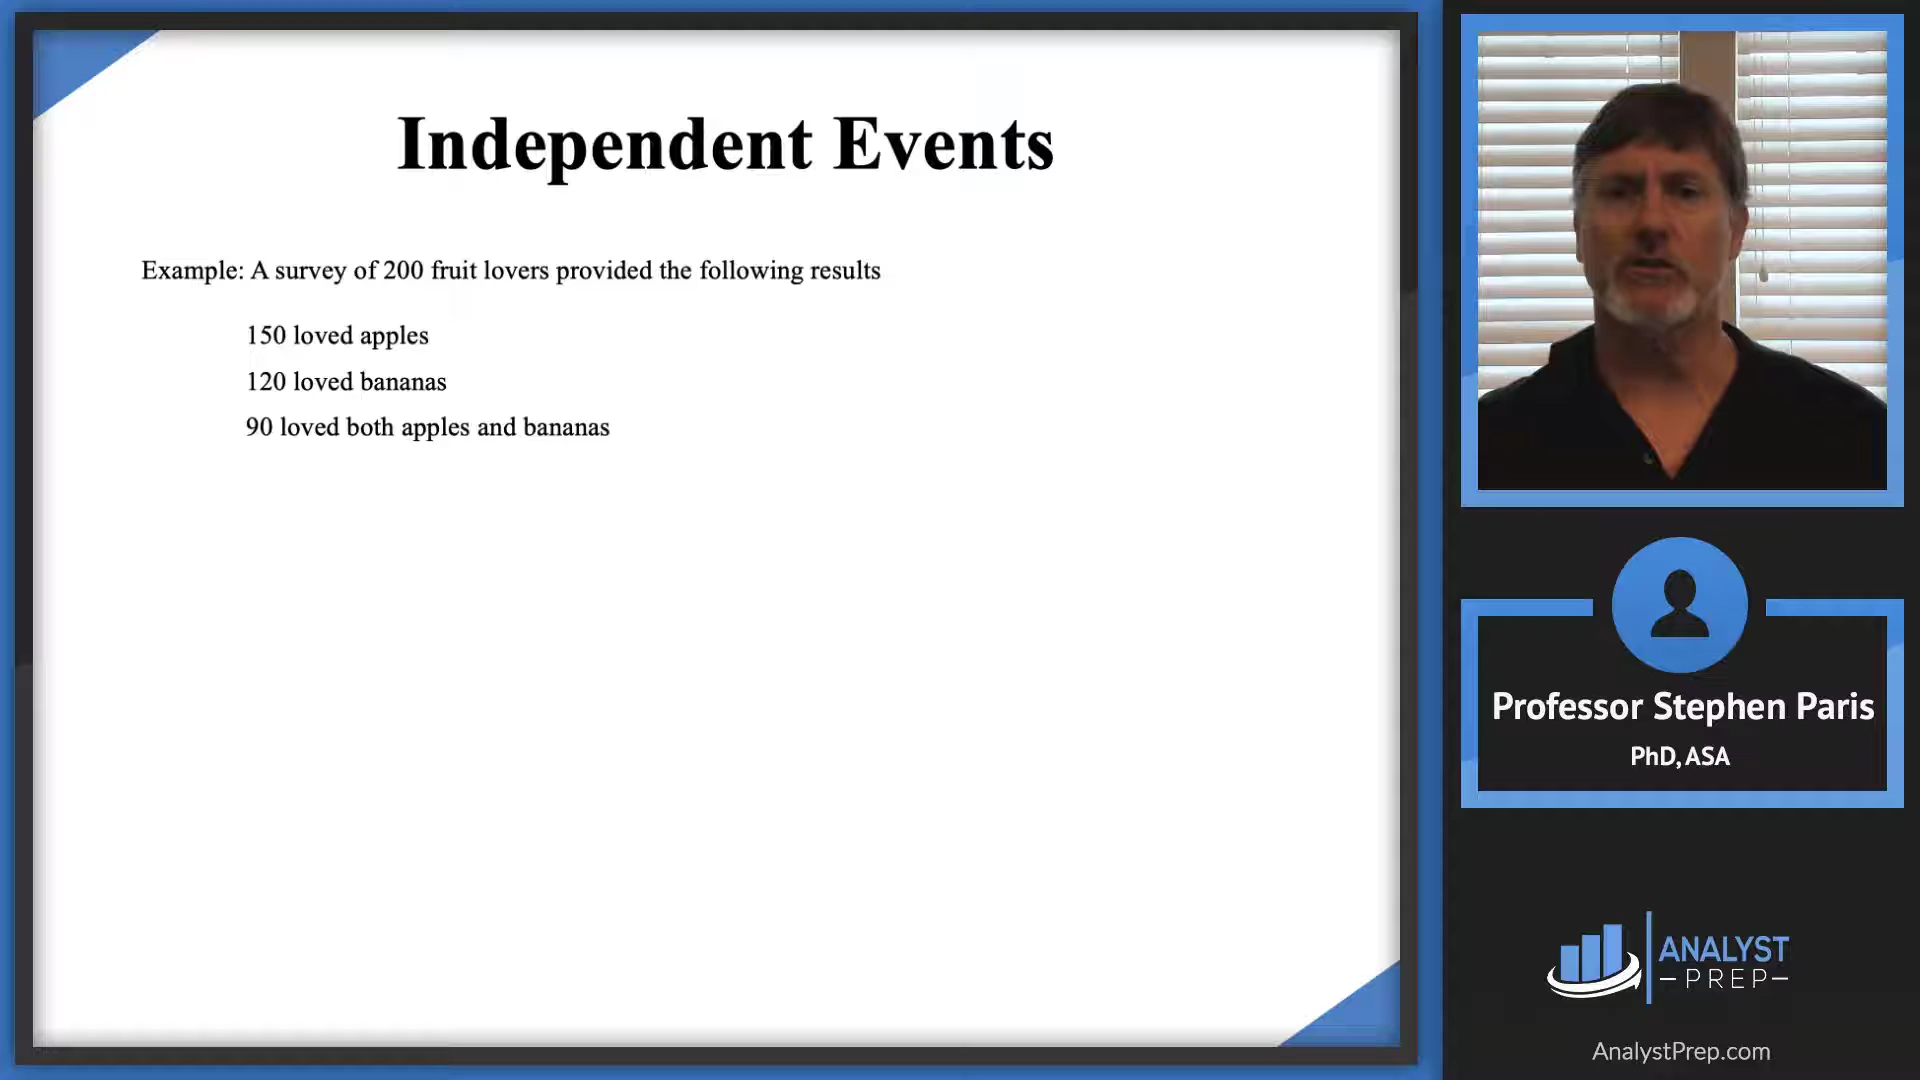 Independent Events
Example: A survey of 200 fruit lovers provided the following results
150 loved apples
120 loved bananas
90 loved both apples and bananas
Professor Stephen Paris
PhD, ASA
ANALYST
PREP
AnalystPrep.com